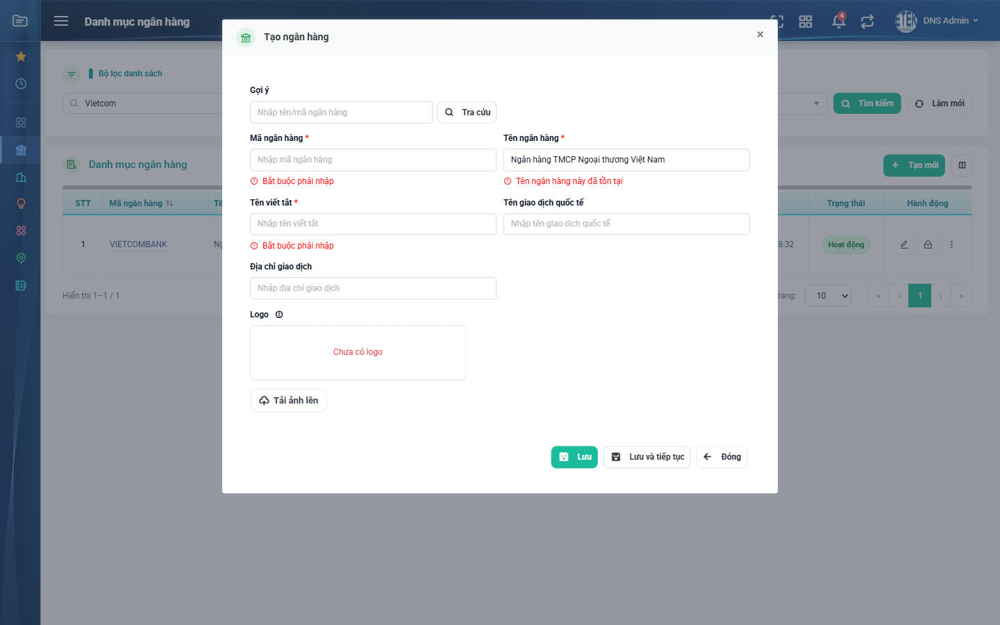 Danh mục ngân hàng
4
DNS Admin
Tạo ngân hàng
×
Bộ lọc danh sách
Vietcom
Tìm kiếm
Làm mới
Gợi ý
Nhập tên/mã ngân hàng
Tra cứu
Mã ngân hàng *
Tên ngân hàng *
Nhập mã ngân hàng
Ngân hàng TMCP Ngoại thương Việt Nam
Bắt buộc phải nhập
Tên ngân hàng này đã tồn tại
Tên viết tắt *
Tên giao dịch quốc tế
Nhập tên viết tắt
Nhập tên giao dịch quốc tế
Bắt buộc phải nhập
Địa chỉ giao dịch
Nhập địa chỉ giao dịch
Logo
Chưa có logo
Tải ảnh lên
Lưu
Lưu và tiếp tục
Đóng
Danh mục ngân hàng
Tạo mới
STT
Mã ngân hàng
Trạng thái
Hành động
1
VIETCOMBANK
8:32
Hoạt động
Hiển thị 1–1 / 1
10
«
‹
1
›
»